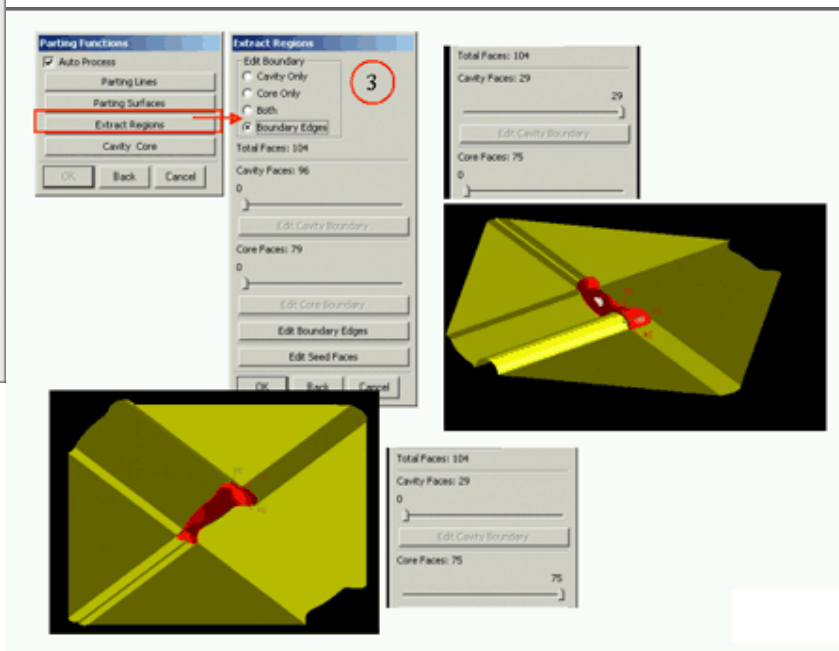 Parting Functions
Auto Process
Parting Lines
Parting Surfaces
Extract Regions
Cavity Core
OK Back Cancel
Extract Regions
Edit Boundary
Cavity Only
Core Only
Both
Boundary Edges
3
Total Faces: 104
Cavity Faces: 96
0
Edit Cavity Boundary
Core Faces: 79
0
Edit Core Boundary
Edit Boundary Edges
Edit Seed Faces
OK Back Cancel
Total Faces: 104
Cavity Faces: 29
29
Edit Cavity Boundary
Core Faces: 75
0
Total Faces: 104
Cavity Faces: 29
0
Edit Cavity Boundary
Core Faces: 75
75